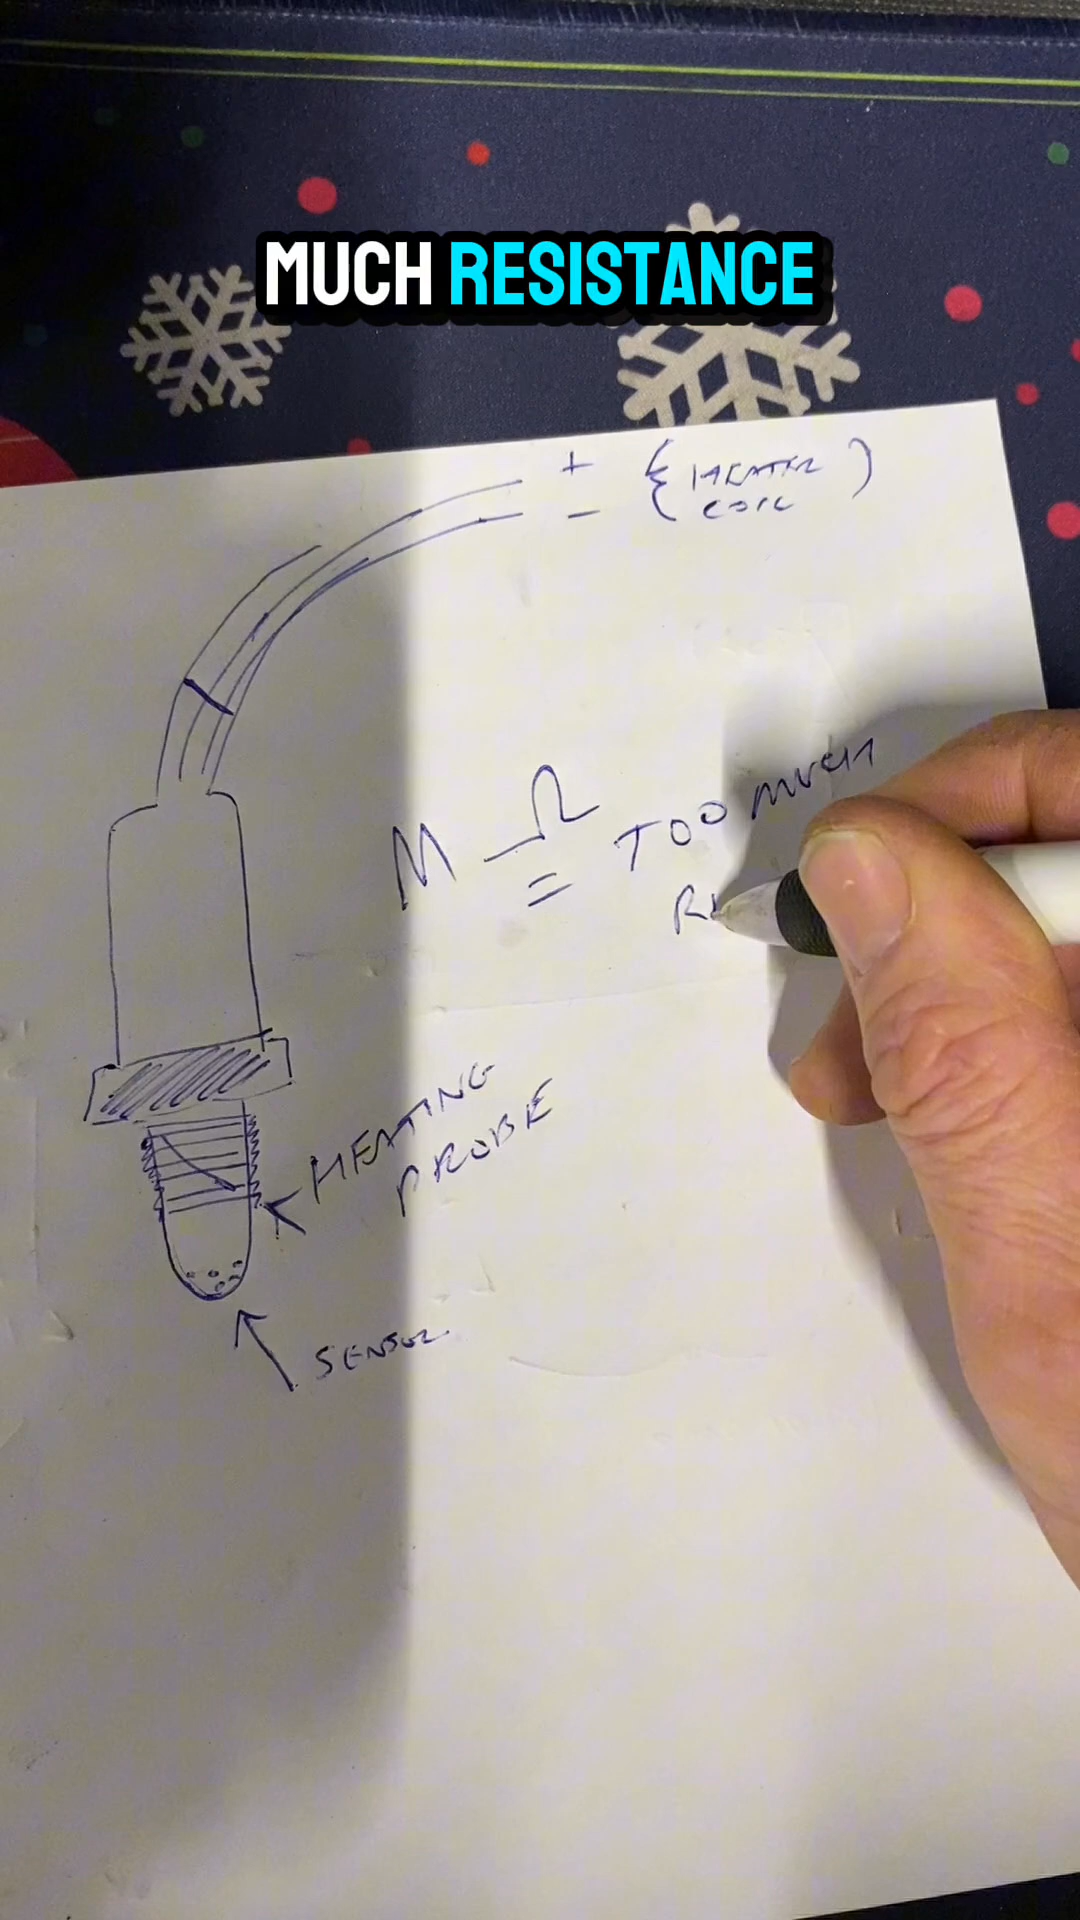 MUCH RESISTANCE
+ { HEATER )
- COIL
M Ω TOO MUCH
=
HEATING
PROBE
SENSOR